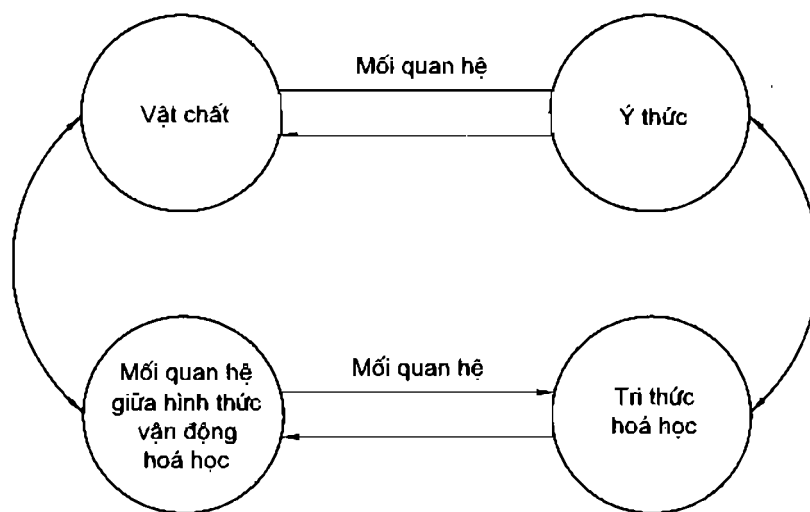 Mối quan hệ
Vật chất
Ý thức
Mối quan hệ
Mối quan hệ
giữa hình thức
vận động
hoá học
Tri thức
hoá học